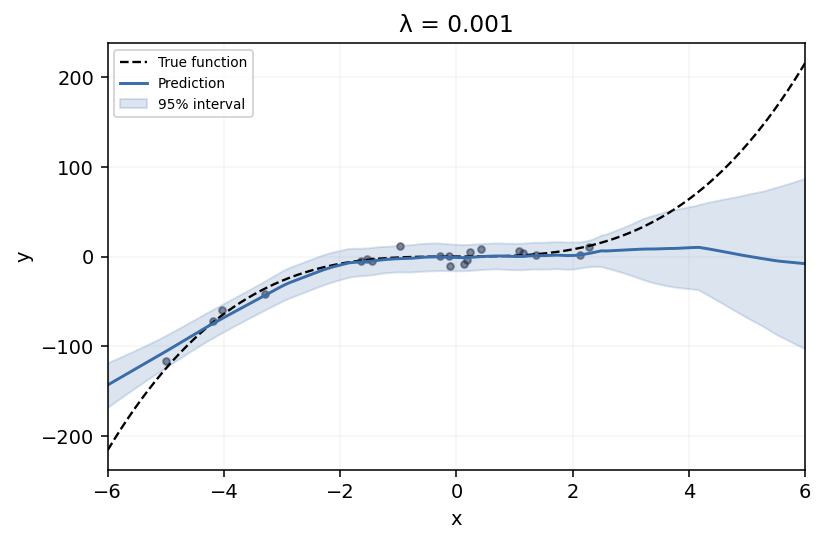 λ = 0.001
True function
Prediction
95% interval
y
200
100
0
−100
−200
−6
−4
−2
0
2
4
6
x